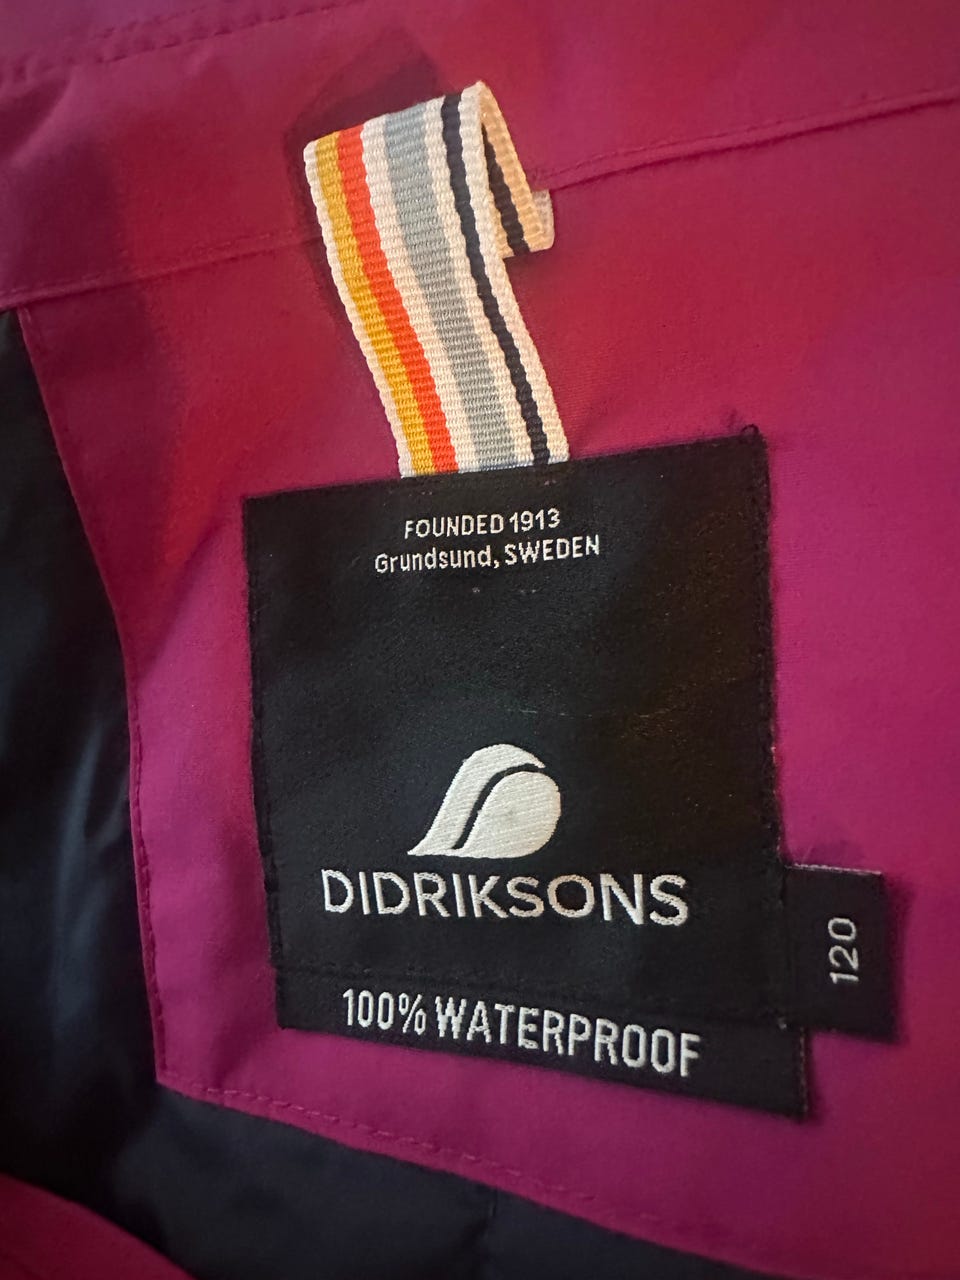 FOUNDED 1913
Grundsund, SWEDEN
DIDRIKSONS
120
100% WATERPROOF